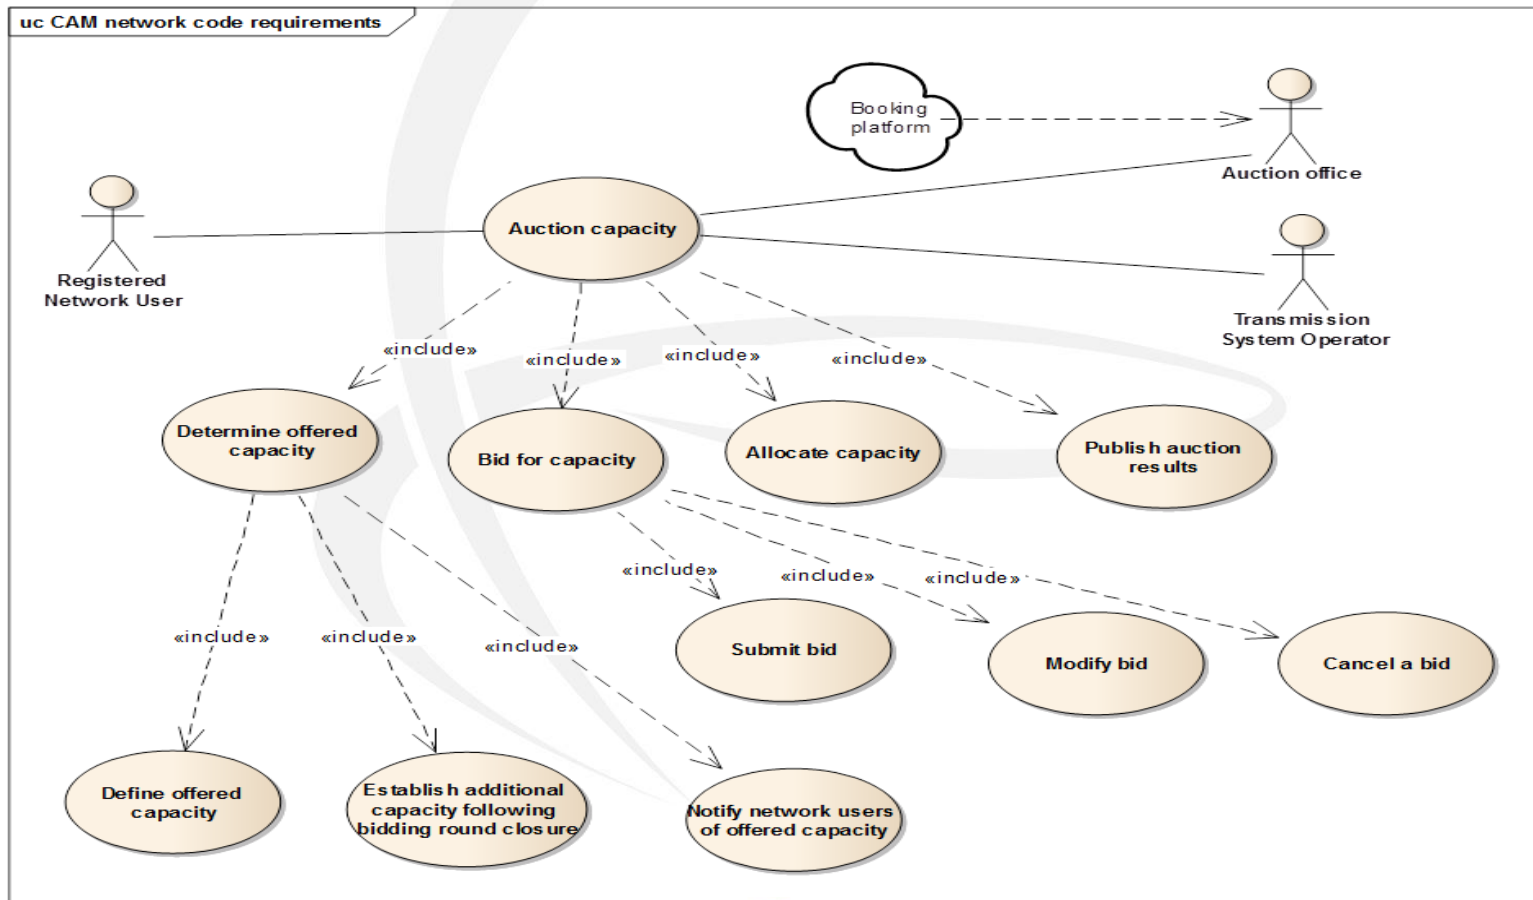 uc CAM network code requirements
Booking
platform
Auction office
Auction capacity
Registered
Network User
Transmission
System Operator
«include»
«include»
«include»
«include»
Determine offered
capacity
Bid for capacity
Allocate capacity
Publish auction
results
«include»
«include»
«include»
«include»
«include»
«include»
Submit bid
Modify bid
Cancel a bid
Define offered
capacity
Establish additional
capacity following
bidding round closure
Notify network users
of offered capacity